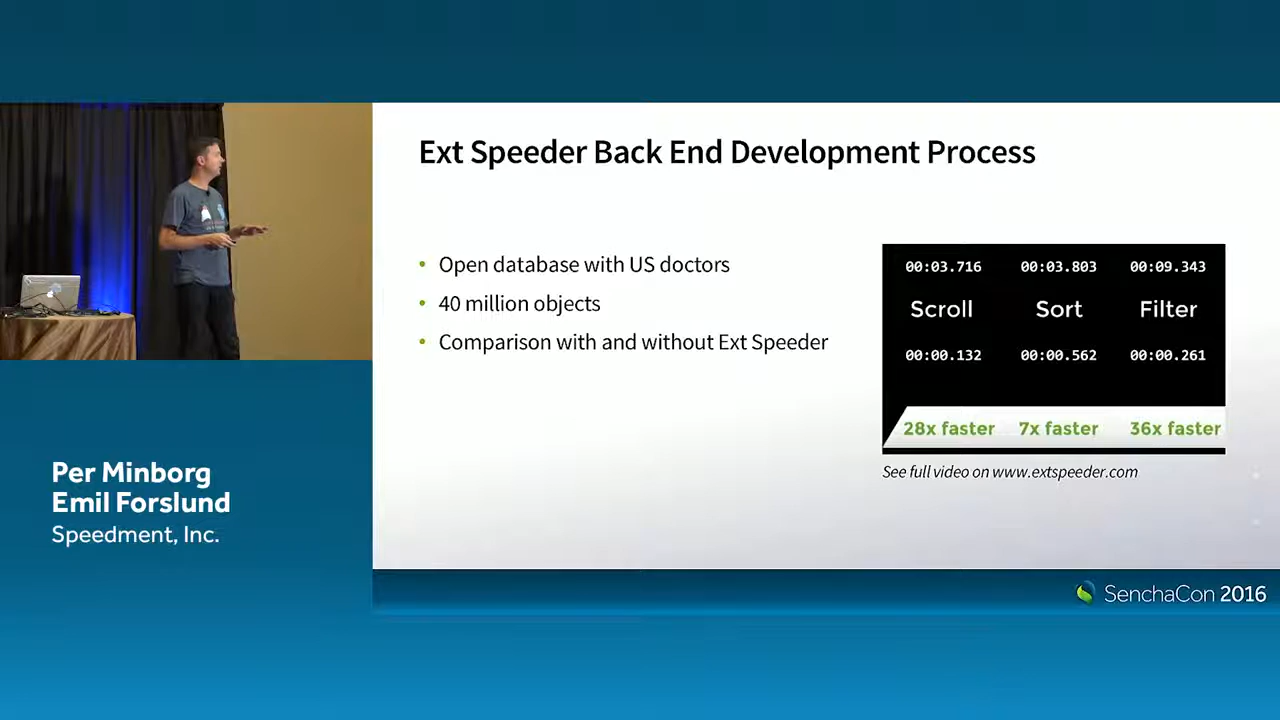 Ext Speeder Back End Development Process
• Open database with US doctors
• 40 million objects
• Comparison with and without Ext Speeder
00:03.716 00:03.803 00:09.343
Scroll Sort Filter
00:00.132 00:00.562 00:00.261
28x faster 7x faster 36x faster
See full video on www.extspeeder.com
Per Minborg
Emil Forslund
Speedment, Inc.
SenchaCon 2016